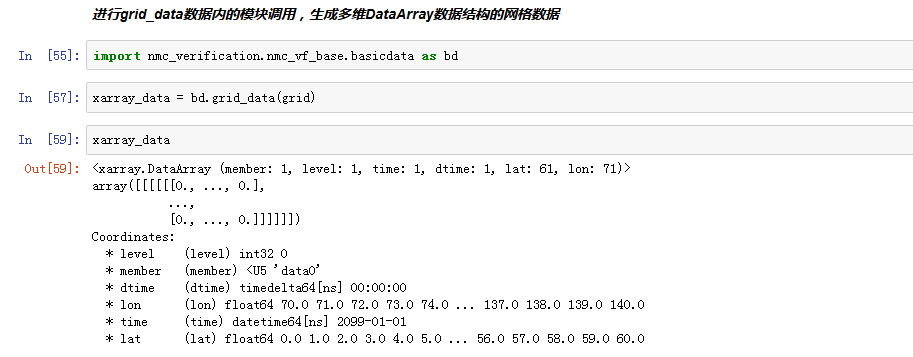 进行grid_data数据内的模块调用，生成多维DataArray数据结构的网格数据
In [55]: import nmc_verification.nmc_vf_base.basicdata as bd
In [57]: xarray_data = bd.grid_data(grid)
In [59]: xarray_data
Out[59]: <xarray.DataArray (member: 1, level: 1, time: 1, dtime: 1, lat: 61, lon: 71)>
array([[[[[[0., ..., 0.],
...,
[0., ..., 0.]]]]]])
Coordinates:
* level (level) int32 0
* member (member) <U5 'data0'
* dtime (dtime) timedelta64[ns] 00:00:00
* lon (lon) float64 70.0 71.0 72.0 73.0 74.0 ... 137.0 138.0 139.0 140.0
* time (time) datetime64[ns] 2099-01-01
* lat (lat) float64 0.0 1.0 2.0 3.0 4.0 5.0 ... 56.0 57.0 58.0 59.0 60.0